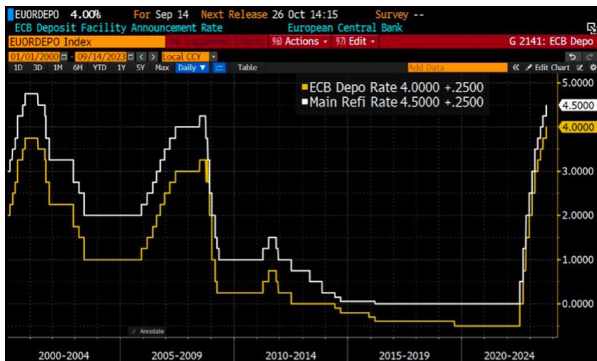 EUORDEPO 4.00% For Sep 14 Next Release 26 Oct 14:15 Survey --
ECB Deposit Facility Announcement Rate European Central Bank
EUORDEPO Index 96) Actions 97) Edit G 2141: ECB Depo
01/01/2000 - 09/14/2023 Local CCY
1D 3D 1M 6M YTD 1Y 5Y Max Daily ▼ Table Add Data « Edit Chart
ECB Depo Rate 4.0000 +.2500
Main Refi Rate 4.5000 +.2500
5.0000
4.5000
4.0000
3.0000
2.0000
1.0000
0.0000
Annotate
2000-2004 2005-2009 2010-2014 2015-2019 2020-2024